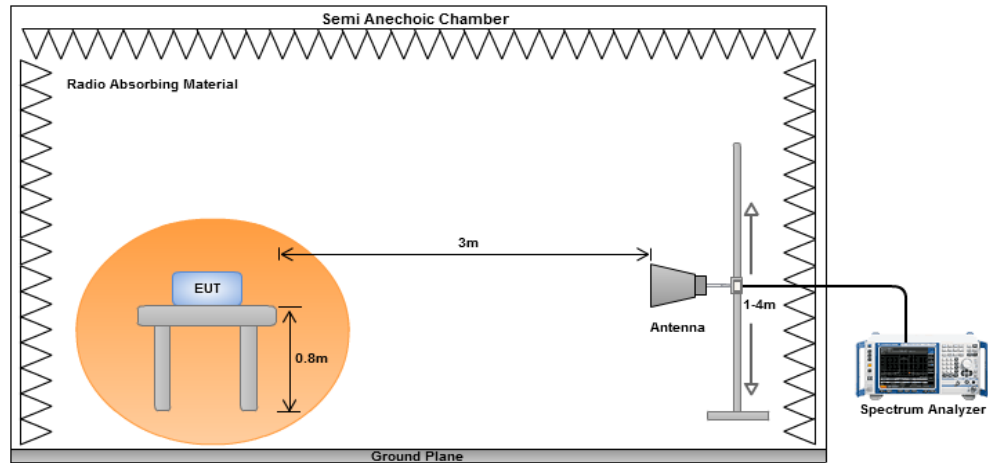 Semi Anechoic Chamber
Radio Absorbing Material
3m
EUT
Antenna
1-4m
0.8m
Spectrum Analyzer
Ground Plane